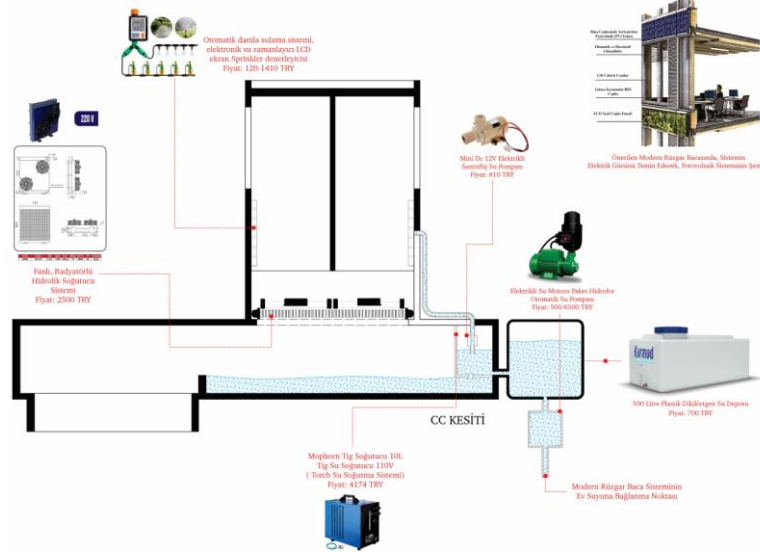 Otomatik damla sulama sistemi,
elektronik su zamanlayıcı LCD
ekran Sprinkler denetleyicisi
Fiyat: 120-1410 TRY
220 V
Fanlı, Radyatörlü
Hidrolik Soğutucu
Sistemi
Fiyat: 2500 TRY
Mini Dc 12V Elektrikli
Santrifüj Su Pompası
Fiyat: 810 TRY
Önerilen Modern Rüzgar Bacasında, Sistemin
Elektrik Gücünü Temin Edecek, Fotovoltaik Sisteminin Şem
Elektrikli Su Motoru Paket Hidrofor
Otomatik Su Pompası
Fiyat: 500-6500 TRY
Karmod
500 Litre Plastik Dikdörtgen Su Deposu
Fiyat: 700 TRY
CC KESİTİ
Mophorn Tig Soğutucu 10L
Tig Su Soğutucu 110V
( Torch Su Soğutma Sistemi)
Fiyat: 4174 TRY
Modern Rüzgar Baca Sisteminin
Ev Suyuna Bağlanma Noktası